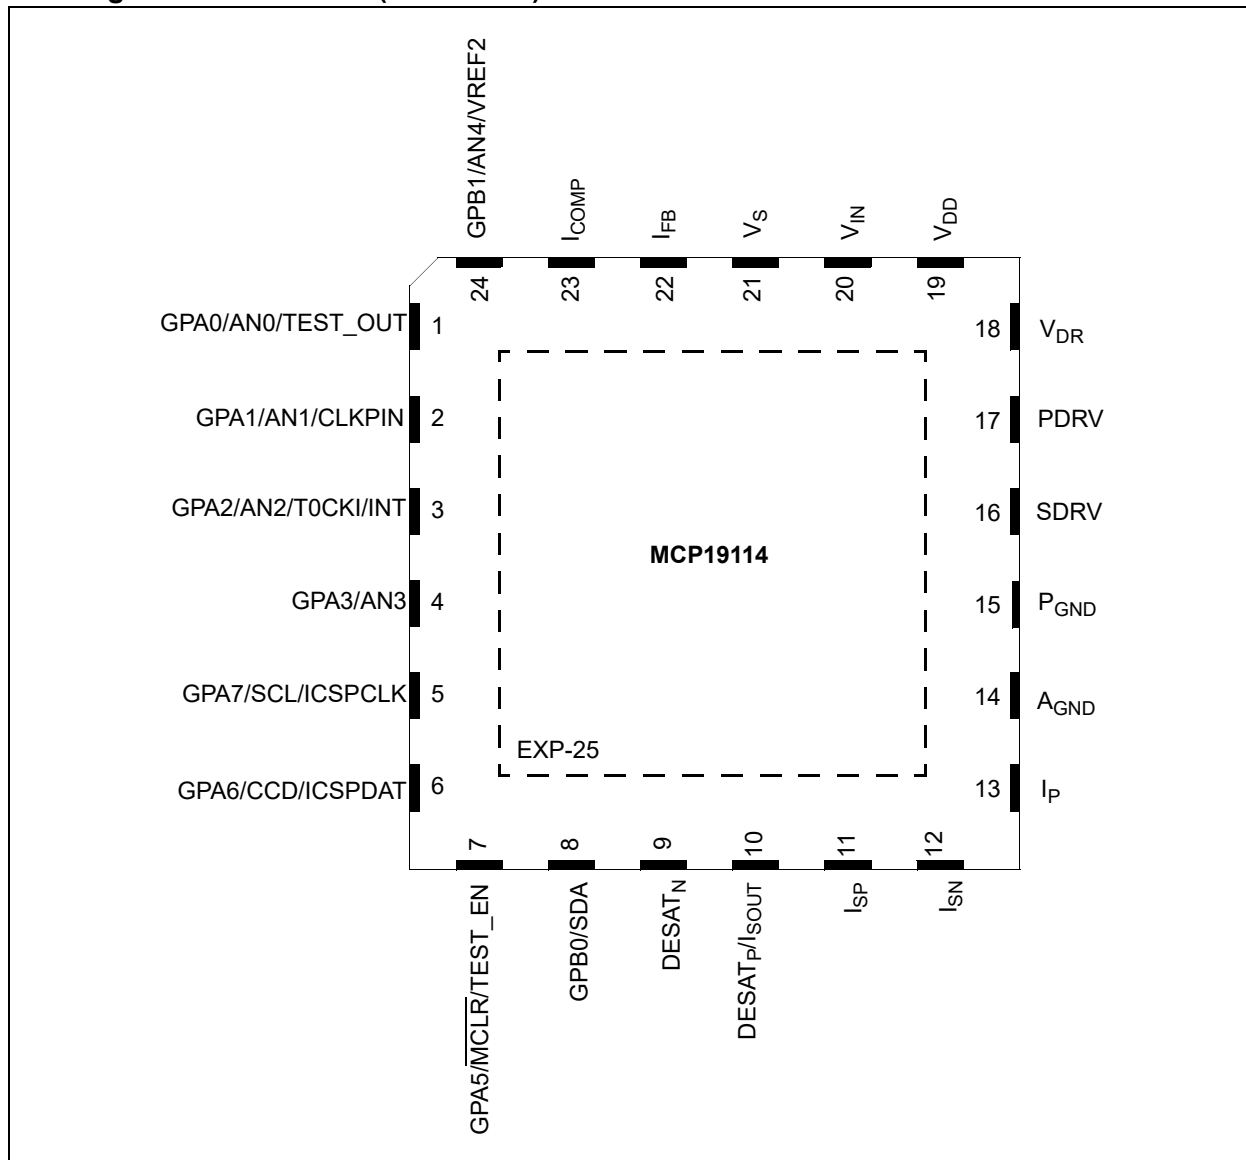 GPB1/AN4/VREF2
ICOMP
IFB
VS
VIN
VDD
24
23
22
21
20
19
GPA0/AN0/TEST_OUT 1
18 VDR
GPA1/AN1/CLKPIN 2
17 PDRV
GPA2/AN2/T0CKI/INT 3
16 SDRV
MCP19114
GPA3/AN3 4
15 PGND
GPA7/SCL/ICSPCLK 5
14 AGND
EXP-25
GPA6/CCD/ICSPDAT 6
13 IP
7
8
9
10
11
12
GPA5/MCLR/TEST_EN
GPB0/SDA
DESATN
DESATP/ISOUT
ISP
ISN